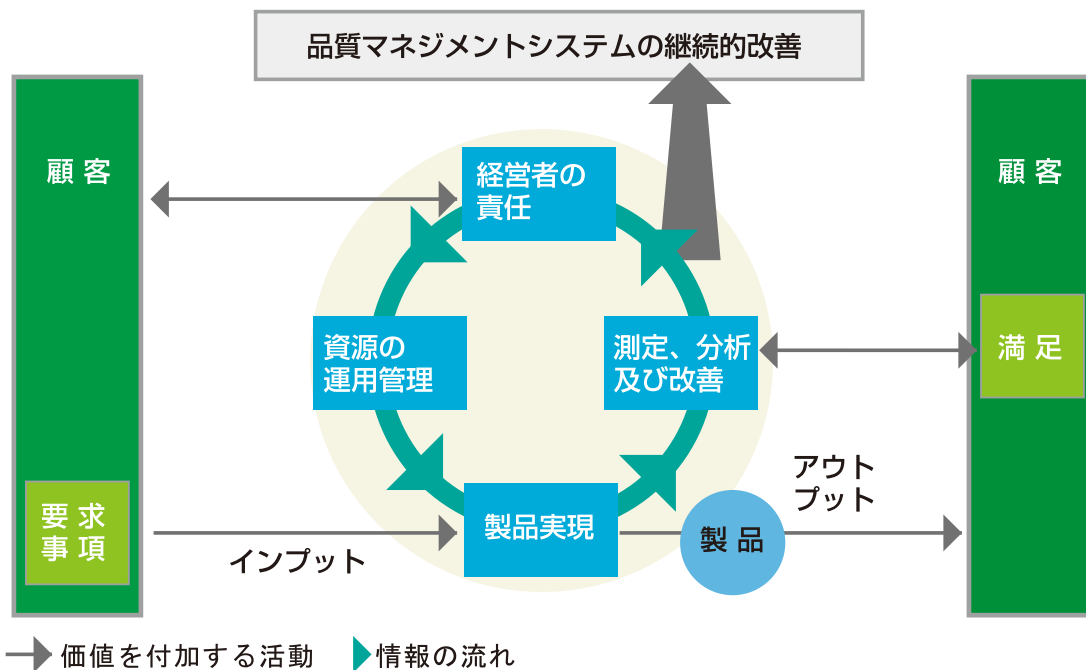 品質マネジメントシステムの継続的改善
顧客
顧客
経営者の
責任
資源の
運用管理
測定、分析
及び改善
満足
アウト
プット
要求
事項
製品実現
製品
インプット
価値を付加する活動
情報の流れ